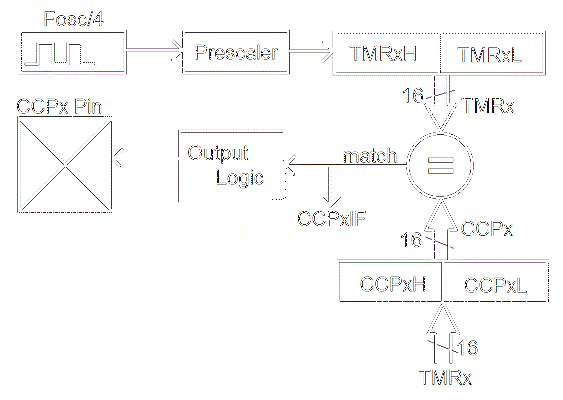 Fosc/4
Prescaler
TMRxH TMRxL
16
TMRx
CCPx Pin
Output
Logic
match
=
CCPxIF
CCPx
16
CCPxH CCPxL
16
TMRx